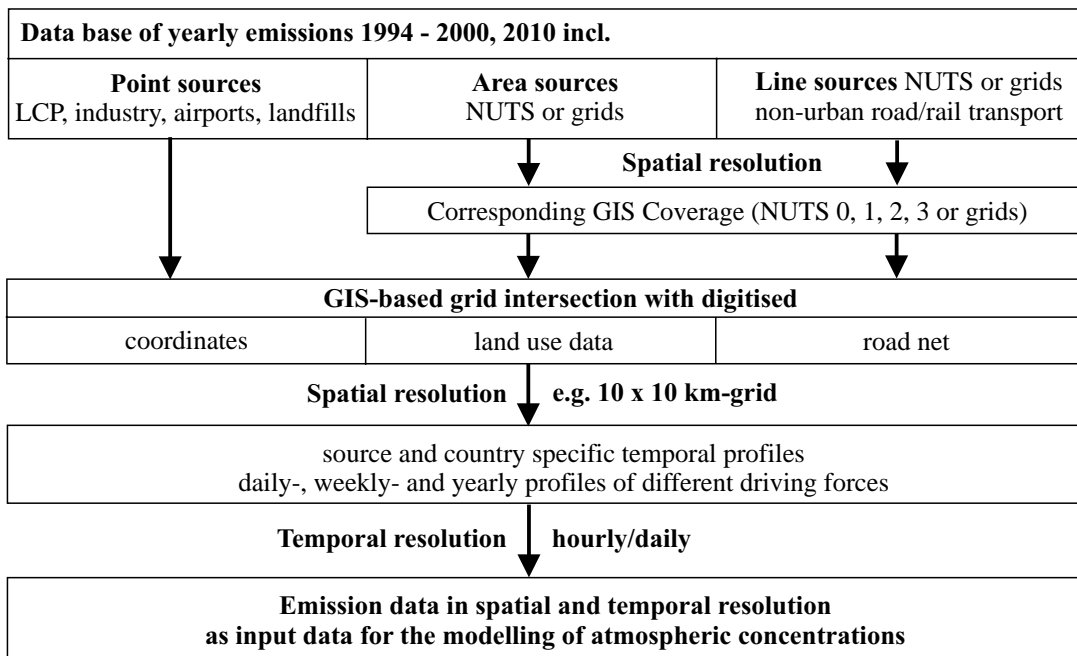 Data base of yearly emissions 1994 - 2000, 2010 incl.
Point sources
LCP, industry, airports, landfills
Area sources
NUTS or grids
Line sources NUTS or grids
non-urban road/rail transport
Spatial resolution
Corresponding GIS Coverage (NUTS 0, 1, 2, 3 or grids)
GIS-based grid intersection with digitised
coordinates
land use data
road net
Spatial resolution e.g. 10 x 10 km-grid
source and country specific temporal profiles
daily-, weekly- and yearly profiles of different driving forces
Temporal resolution hourly/daily
Emission data in spatial and temporal resolution
as input data for the modelling of atmospheric concentrations